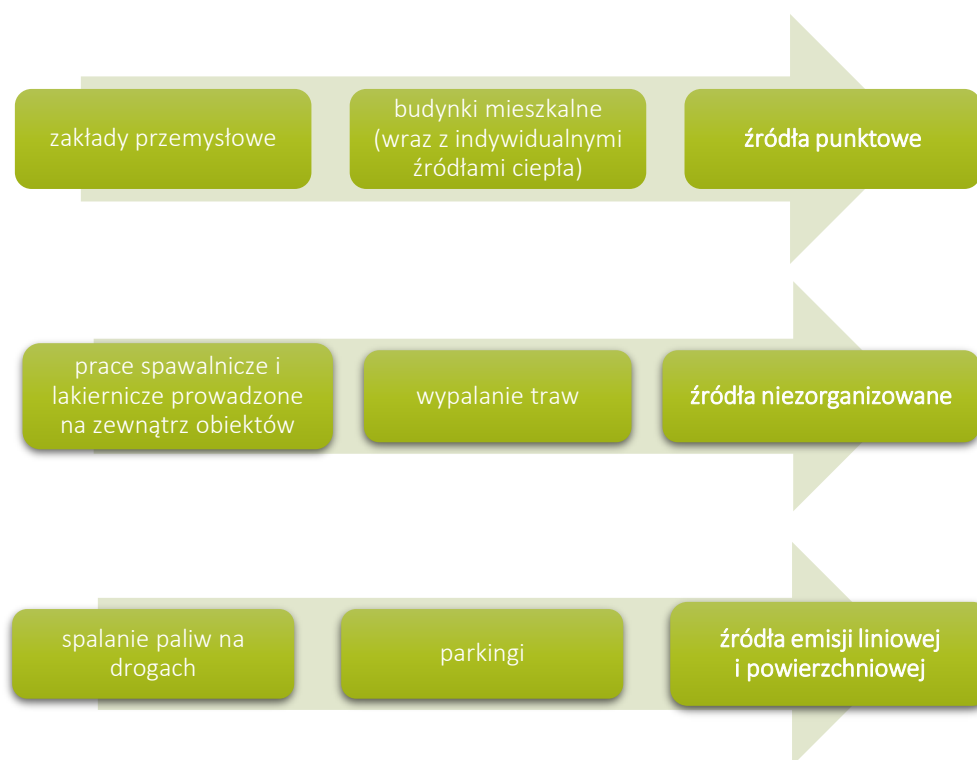 zakłady przemysłowe
budynki mieszkalne
(wraz z indywidualnymi
źródłami ciepła)
źródła punktowe
prace spawalnicze i
lakiernicze prowadzone
na zewnątrz obiektów
wypalanie traw
źródła niezorganizowane
spalanie paliw na
drogach
parkingi
źródła emisji liniowej
i powierzchniowej